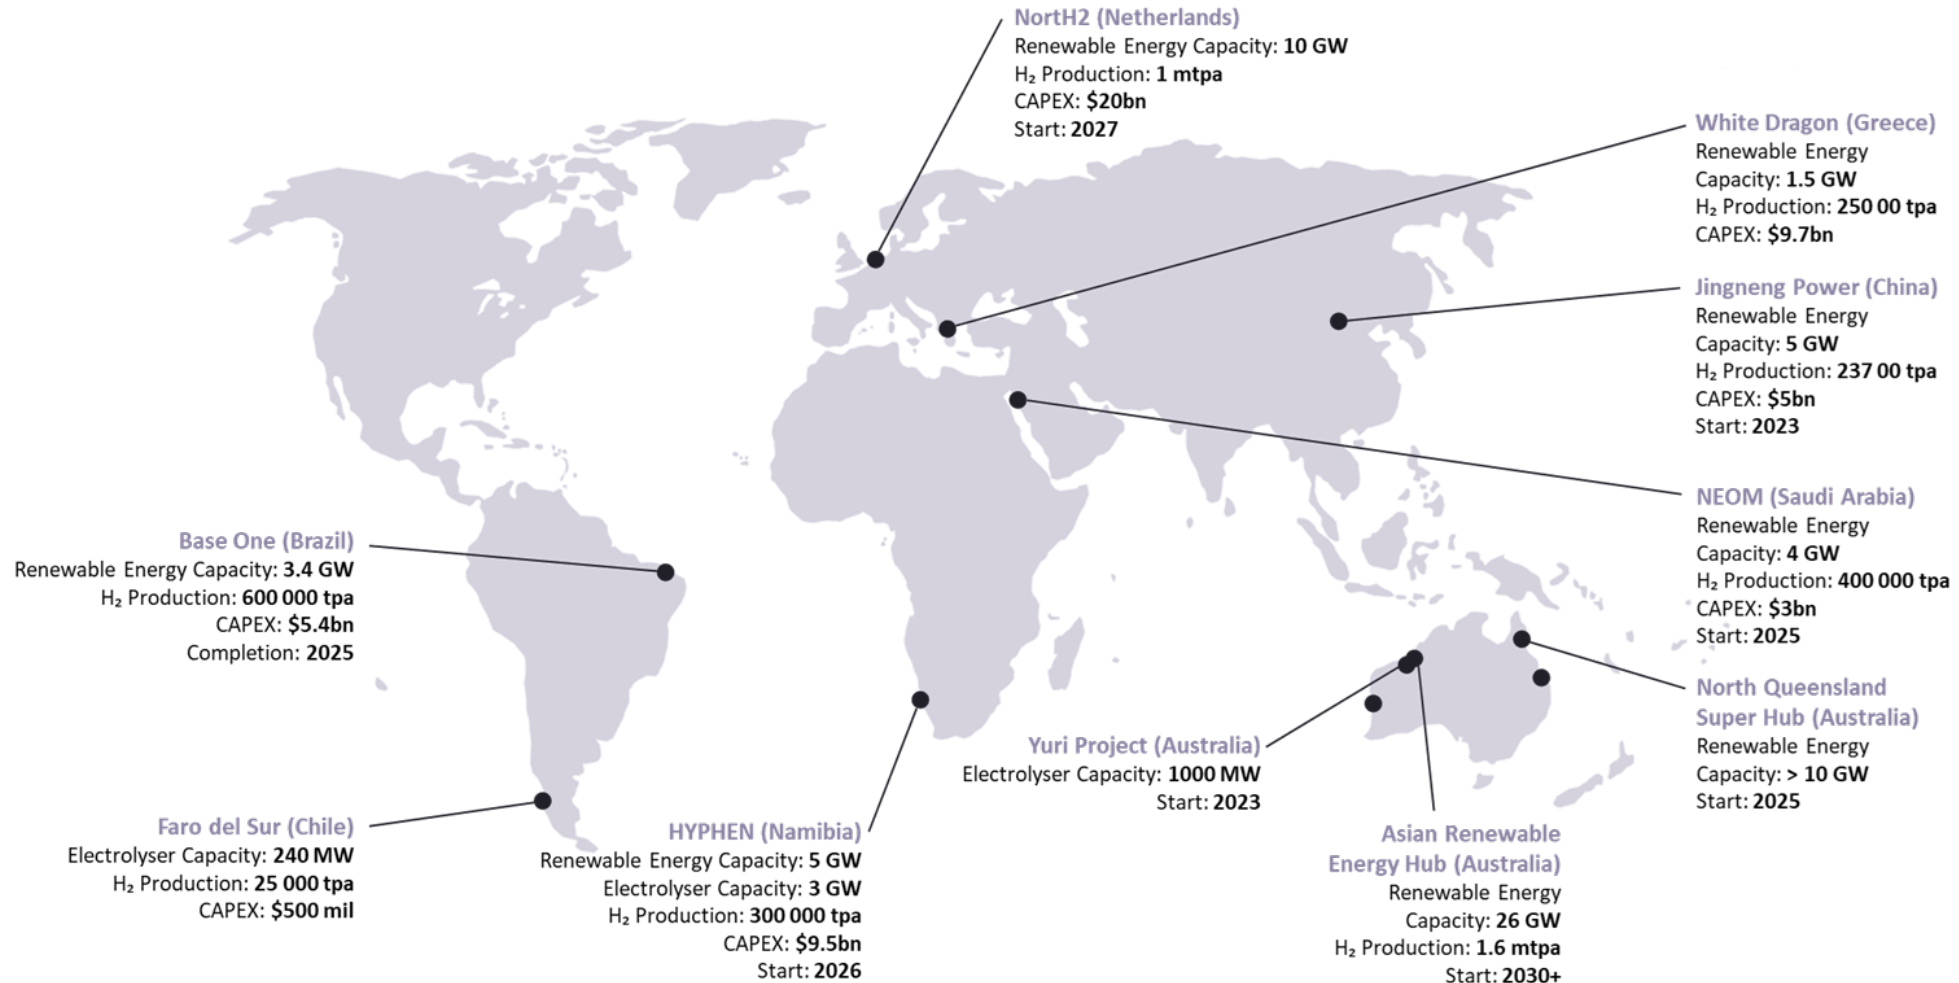 NortH2 (Netherlands)
Renewable Energy Capacity: 10 GW
H₂ Production: 1 mtpa
CAPEX: $20bn
Start: 2027
White Dragon (Greece)
Renewable Energy
Capacity: 1.5 GW
H₂ Production: 250 00 tpa
CAPEX: $9.7bn
Jingneng Power (China)
Renewable Energy
Capacity: 5 GW
H₂ Production: 237 00 tpa
CAPEX: $5bn
Start: 2023
NEOM (Saudi Arabia)
Renewable Energy
Capacity: 4 GW
H₂ Production: 400 000 tpa
CAPEX: $3bn
Start: 2025
North Queensland
Super Hub (Australia)
Renewable Energy
Capacity: > 10 GW
Start: 2025
Base One (Brazil)
Renewable Energy Capacity: 3.4 GW
H₂ Production: 600 000 tpa
CAPEX: $5.4bn
Completion: 2025
Faro del Sur (Chile)
Electrolyser Capacity: 240 MW
H₂ Production: 25 000 tpa
CAPEX: $500 mil
HYPHEN (Namibia)
Renewable Energy Capacity: 5 GW
Electrolyser Capacity: 3 GW
H₂ Production: 300 000 tpa
CAPEX: $9.5bn
Start: 2026
Yuri Project (Australia)
Electrolyser Capacity: 1000 MW
Start: 2023
Asian Renewable
Energy Hub (Australia)
Renewable Energy
Capacity: 26 GW
H₂ Production: 1.6 mtpa
Start: 2030+